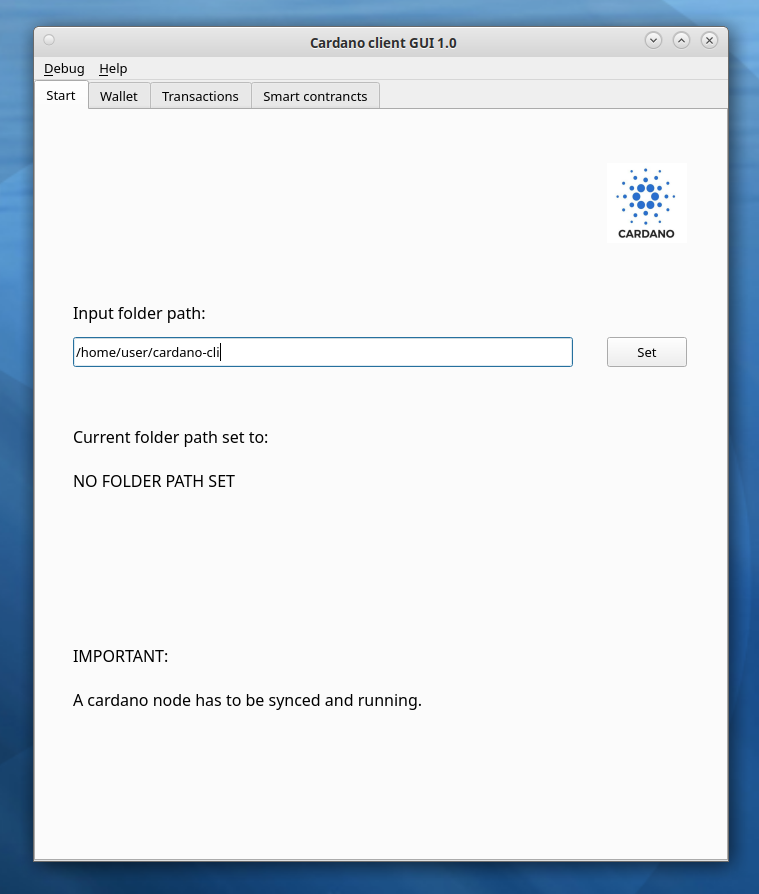 Cardano client GUI 1.0
Debug Help
Start Wallet Transactions Smart contrancts
CARDANO
Input folder path:
/home/user/cardano-cli
Set
Current folder path set to:
NO FOLDER PATH SET
IMPORTANT:
A cardano node has to be synced and running.